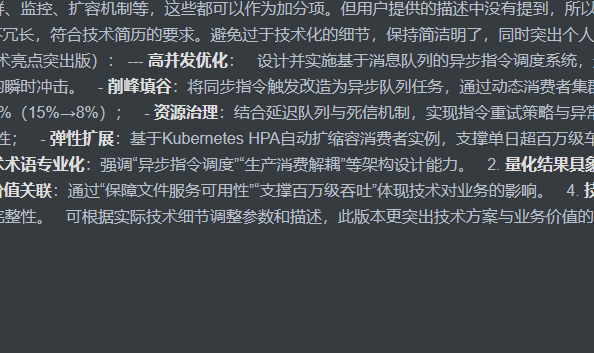 群、监控、扩容机制等，这些都可以作为加分项。但用户提供的描述中没有提到，所以
不冗长，符合技术简历的要求。避免过于技术化的细节，保持简洁明了，同时突出个人
术亮点突出版）： --- 高并发优化： 设计并实施基于消息队列的异步指令调度系统，
的瞬时冲击。 - 削峰填谷：将同步指令触发改造为异步队列任务，通过动态消费者集群
%（15%→8%）； - 资源治理：结合延迟队列与死信机制，实现指令重试策略与异常
性； - 弹性扩展：基于Kubernetes HPA自动扩缩容消费者实例，支撑单日超百万级车
术术语专业化：强调“异步指令调度”“生产消费解耦”等架构设计能力。 2. 量化结果具象
价值关联：通过“保障文件服务可用性”“支撑百万级吞吐”体现技术对业务的影响。 4. 技
完整性。 可根据实际技术细节调整参数和描述，此版本更突出技术方案与业务价值的